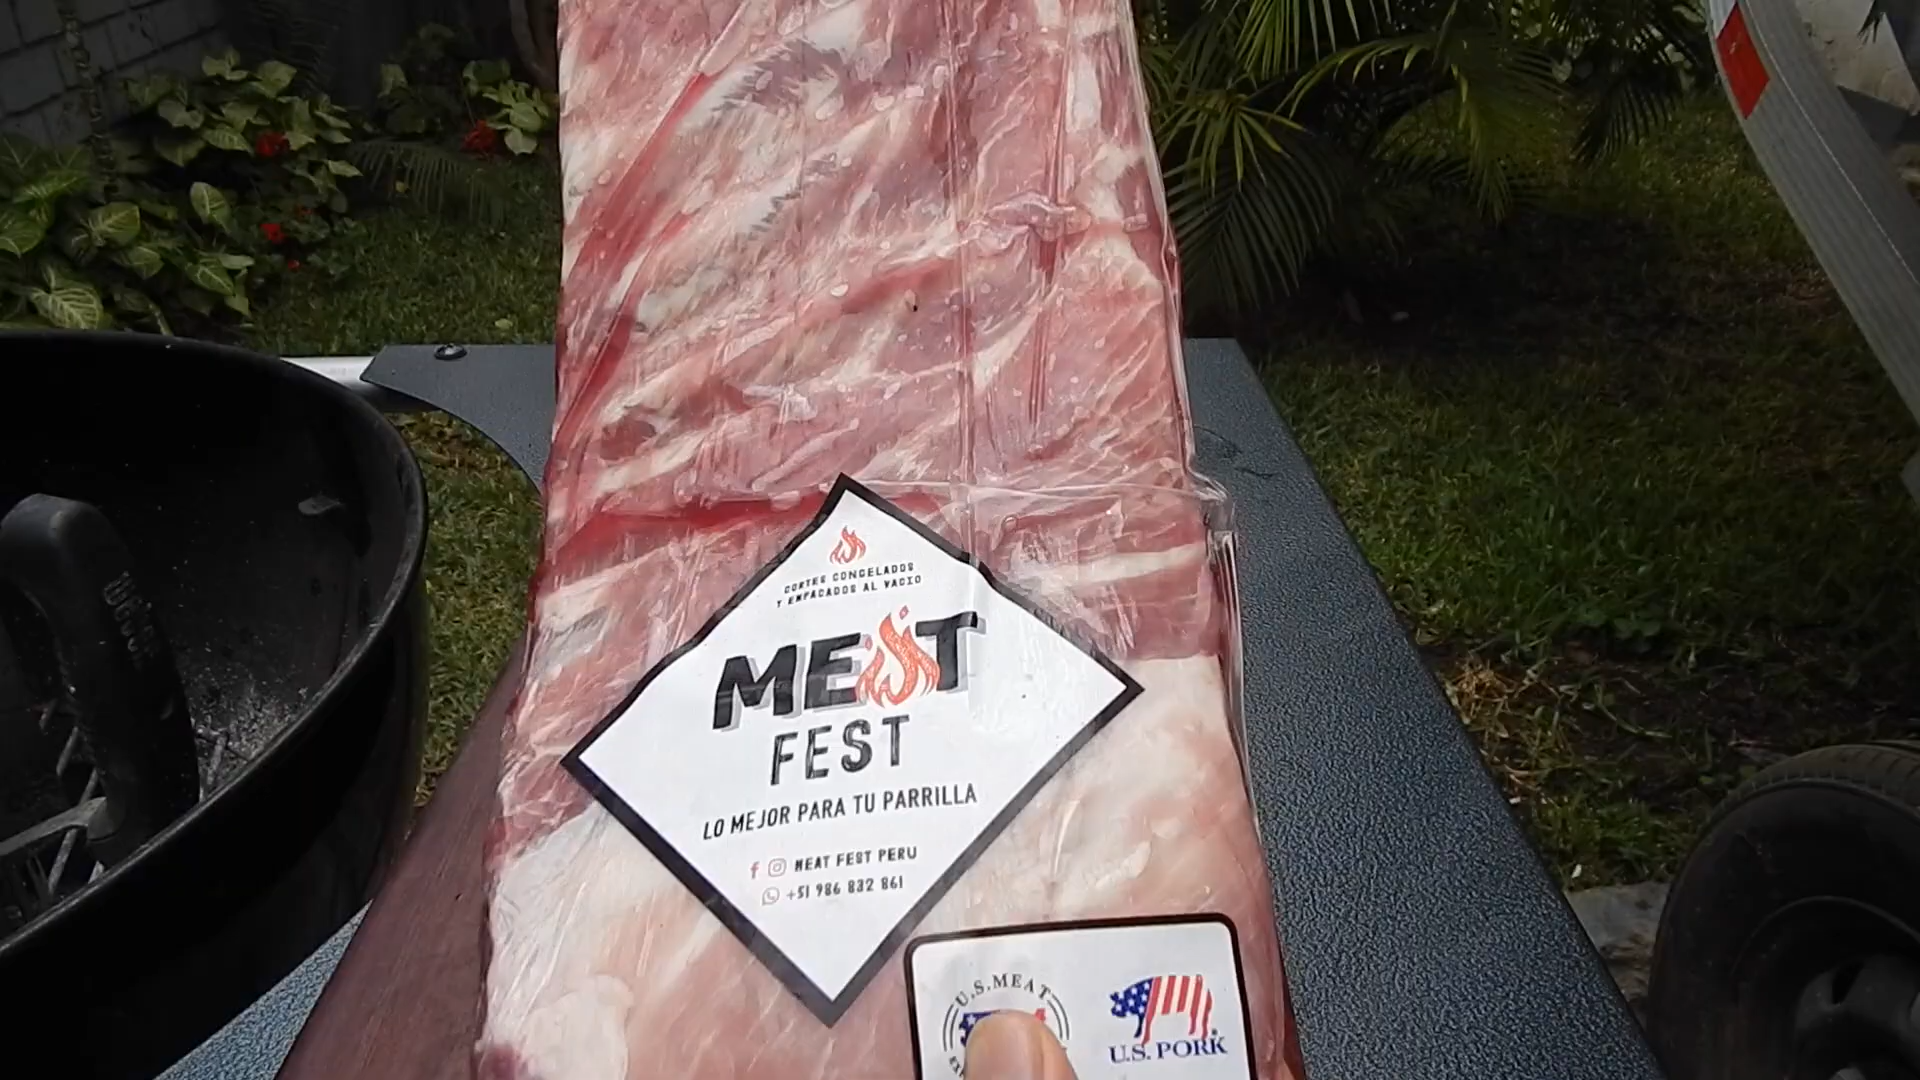 CORTES CONGELADOS
Y EMPACADOS AL VACIO
MEAT
FEST
LO MEJOR PARA TU PARRILLA
MEAT FEST PERU
+51 986 832 861
U.S. MEAT
U.S. PORK